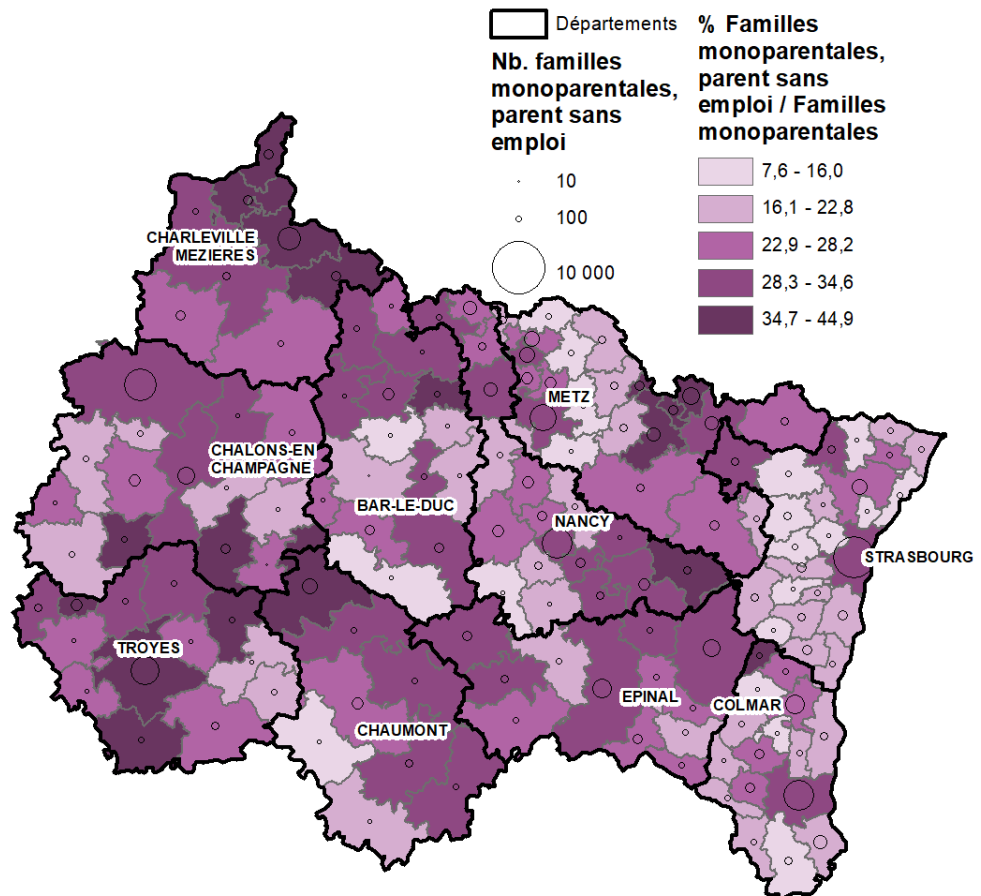 Départements
Nb. familles
monoparentales,
parent sans
emploi
10
100
10 000
% Familles
monoparentales,
parent sans
emploi / Familles
monoparentales
7,6 - 16,0
16,1 - 22,8
22,9 - 28,2
28,3 - 34,6
34,7 - 44,9
CHARLEVILLE
MEZIERES
METZ
CHALONS-EN
CHAMPAGNE
BAR-LE-DUC
NANCY
STRASBOURG
TROYES
EPINAL
COLMAR
CHAUMONT